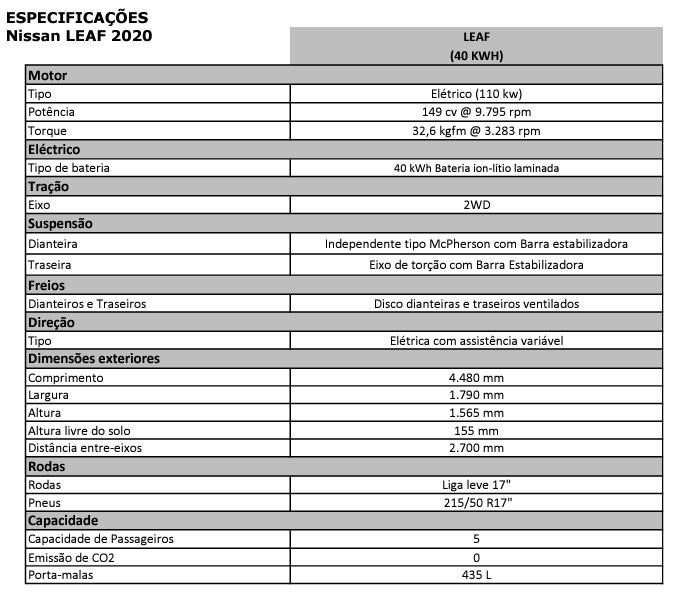 ESPECIFICAÇÕES
Nissan LEAF 2020
LEAF
(40 KWH)
Motor
Tipo Elétrico (110 kw)
Potência 149 cv @ 9.795 rpm
Torque 32,6 kgfm @ 3.283 rpm
Eléctrico
Tipo de bateria 40 kWh Bateria ion-lítio laminada
Tração
Eixo 2WD
Suspensão
Dianteira Independente tipo McPherson com Barra estabilizadora
Traseira Eixo de torção com Barra Estabilizadora
Freios
Dianteiros e Traseiros Disco dianteiras e traseiros ventilados
Direção
Tipo Elétrica com assistência variável
Dimensões exteriores
Comprimento 4.480 mm
Largura 1.790 mm
Altura 1.565 mm
Altura livre do solo 155 mm
Distância entre-eixos 2.700 mm
Rodas
Rodas Liga leve 17"
Pneus 215/50 R17"
Capacidade
Capacidade de Passageiros 5
Emissão de CO2 0
Porta-malas 435 L